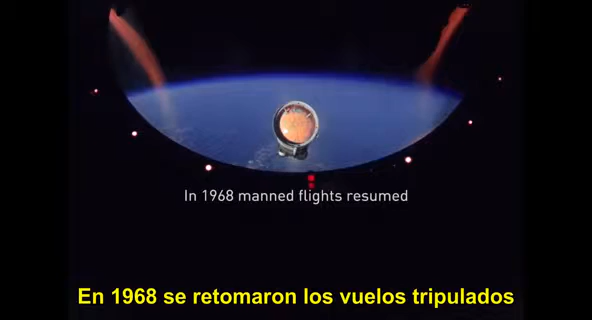 In 1968 manned flights resumed
En 1968 se retomaron los vuelos tripulados